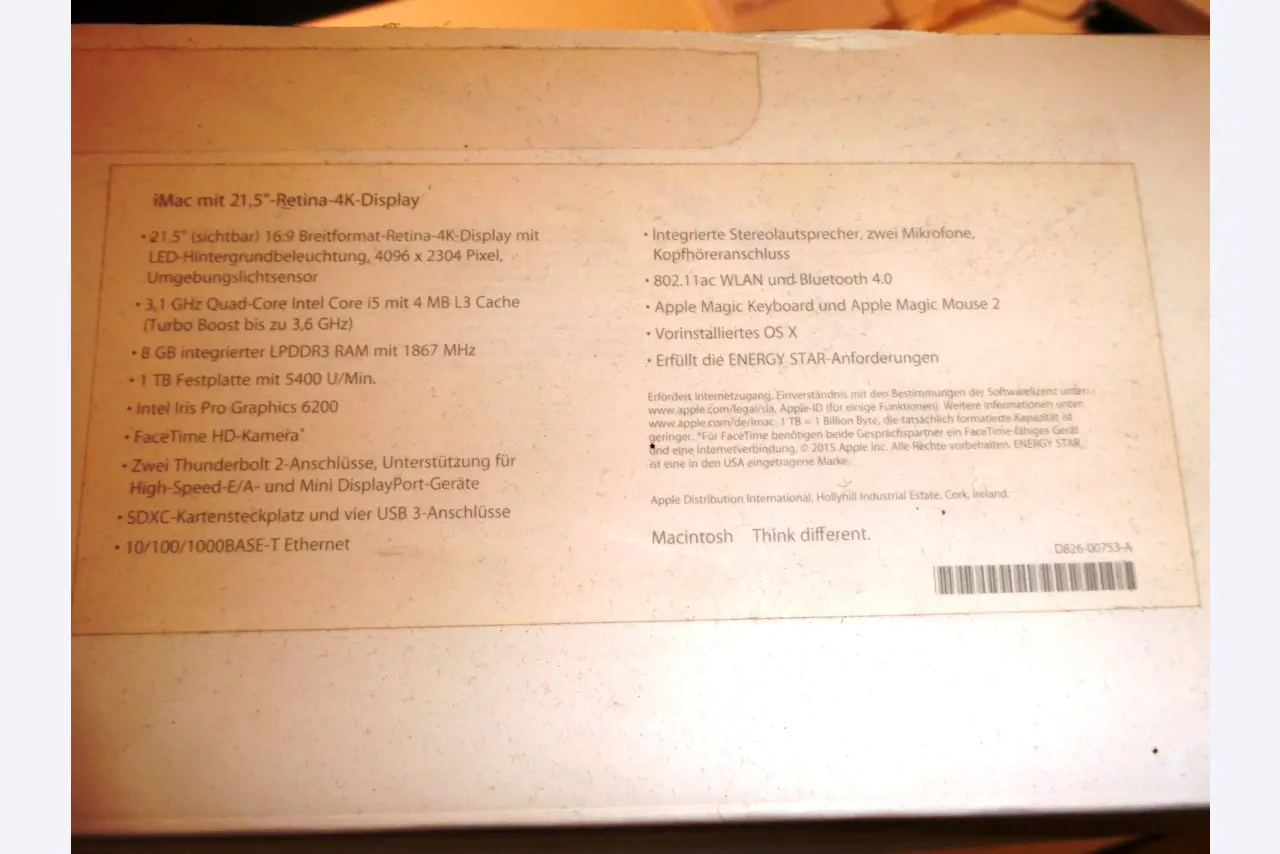 iMac mit 21,5"-Retina-4K-Display
• 21,5" (sichtbar) 16:9 Breitformat-Retina-4K-Display mit
LED-Hintergrundbeleuchtung, 4096 x 2304 Pixel,
Umgebungslichtsensor
• 3,1 GHz Quad-Core Intel Core i5 mit 4 MB L3 Cache
(Turbo Boost bis zu 3,6 GHz)
• 8 GB integrierter LPDDR3 RAM mit 1867 MHz
• 1 TB Festplatte mit 5400 U/Min.
• Intel Iris Pro Graphics 6200
• FaceTime HD-Kamera*
• Zwei Thunderbolt 2-Anschlüsse, Unterstützung für
High-Speed-E/A- und Mini DisplayPort-Geräte
• SDXC-Kartensteckplatz und vier USB 3-Anschlüsse
• 10/100/1000BASE-T Ethernet
• Integrierte Stereolautsprecher, zwei Mikrofone,
Kopfhöreranschluss
• 802.11ac WLAN und Bluetooth 4.0
• Apple Magic Keyboard und Apple Magic Mouse 2
• Vorinstalliertes OS X
• Erfüllt die ENERGY STAR-Anforderungen
Erfordert Internetzugang, Einverständnis mit den Bestimmungen der Softwarelizenz unter:
www.apple.com/legal/sla, Apple-ID (für einige Funktionen). Weitere Informationen unter:
www.apple.com/de/imac. 1 TB = 1 Billion Byte, die tatsächlich formatierte Kapazität ist
geringer. *Für FaceTime benötigen beide Gesprächspartner ein FaceTime-fähiges Gerät
und eine Internetverbindung. © 2015 Apple Inc. Alle Rechte vorbehalten. ENERGY STAR
ist eine in den USA eingetragene Marke.
Apple Distribution International, Hollyhill Industrial Estate, Cork, Ireland.
Macintosh Think different.
D826-00753-A